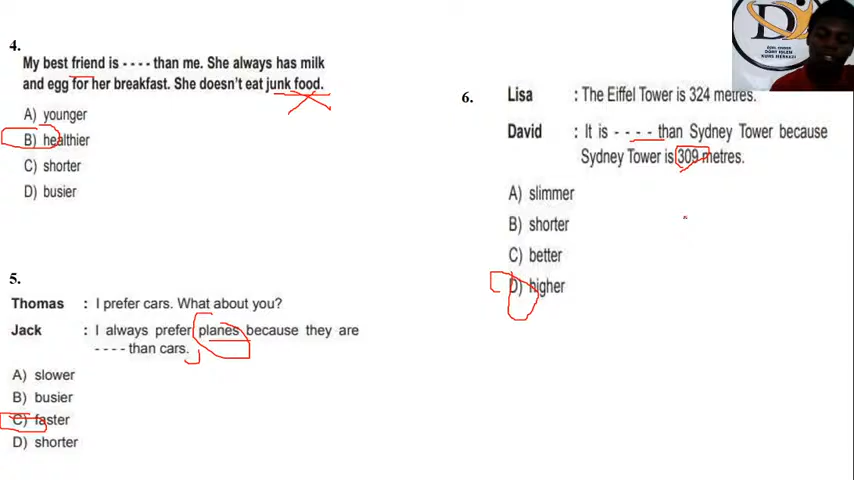 4.
My best friend is - - - - than me. She always has milk
and egg for her breakfast. She doesn't eat junk food.
A) younger
B) healthier
C) shorter
D) busier
5.
Thomas : I prefer cars. What about you?
Jack : I always prefer planes because they are
- - - - than cars.
A) slower
B) busier
C) faster
D) shorter
6.
Lisa : The Eiffel Tower is 324 metres.
David : It is - - - - than Sydney Tower because
Sydney Tower is 309 metres.
A) slimmer
B) shorter
C) better
D) higher